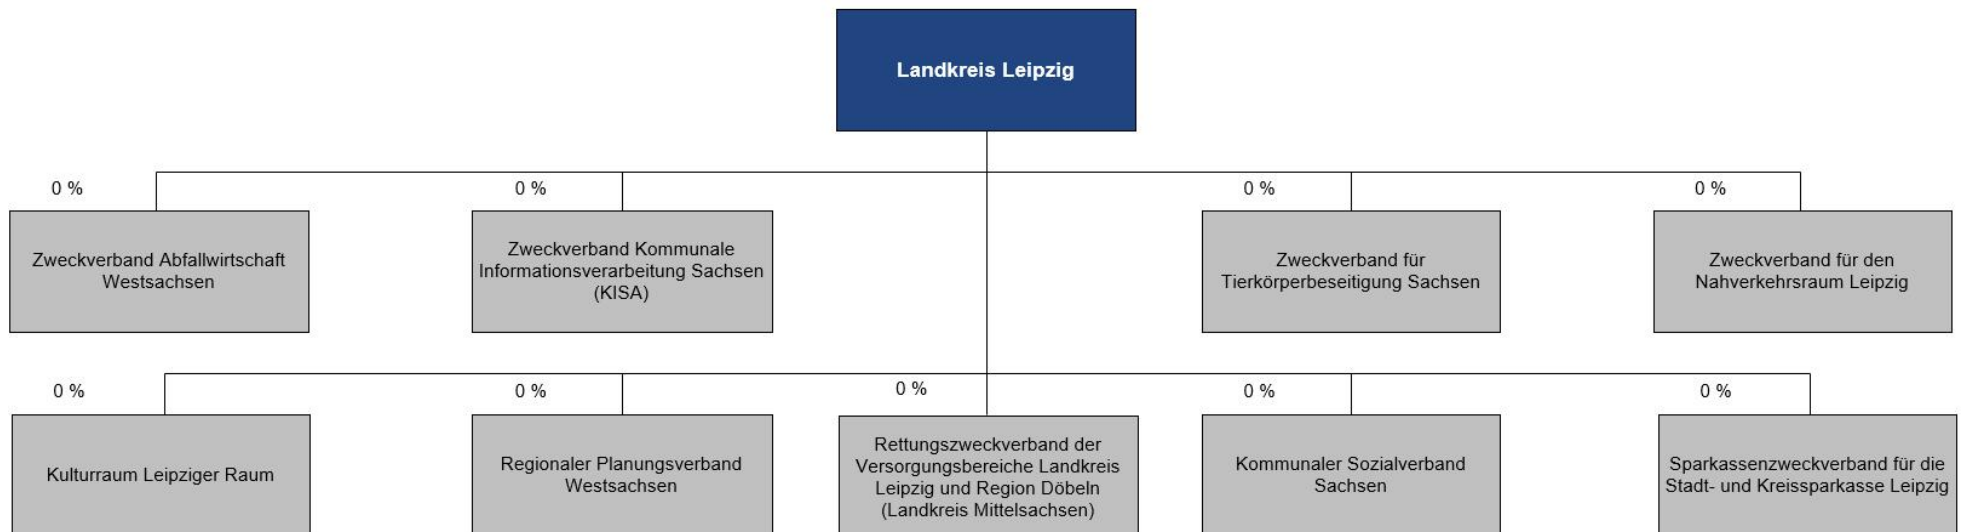 Landkreis Leipzig
0 %
0 %
0 %
0 %
Zweckverband Abfallwirtschaft
Westsachsen
Zweckverband Kommunale
Informationsverarbeitung Sachsen
(KISA)
Zweckverband für
Tierkörperbeseitigung Sachsen
Zweckverband für den
Nahverkehrsraum Leipzig
0 %
0 %
0 %
0 %
0 %
Kulturraum Leipziger Raum
Regionaler Planungsverband
Westsachsen
Rettungszweckverband der
Versorgungsbereiche Landkreis
Leipzig und Region Döbeln
(Landkreis Mittelsachsen)
Kommunaler Sozialverband
Sachsen
Sparkassenzweckverband für die
Stadt- und Kreissparkasse Leipzig